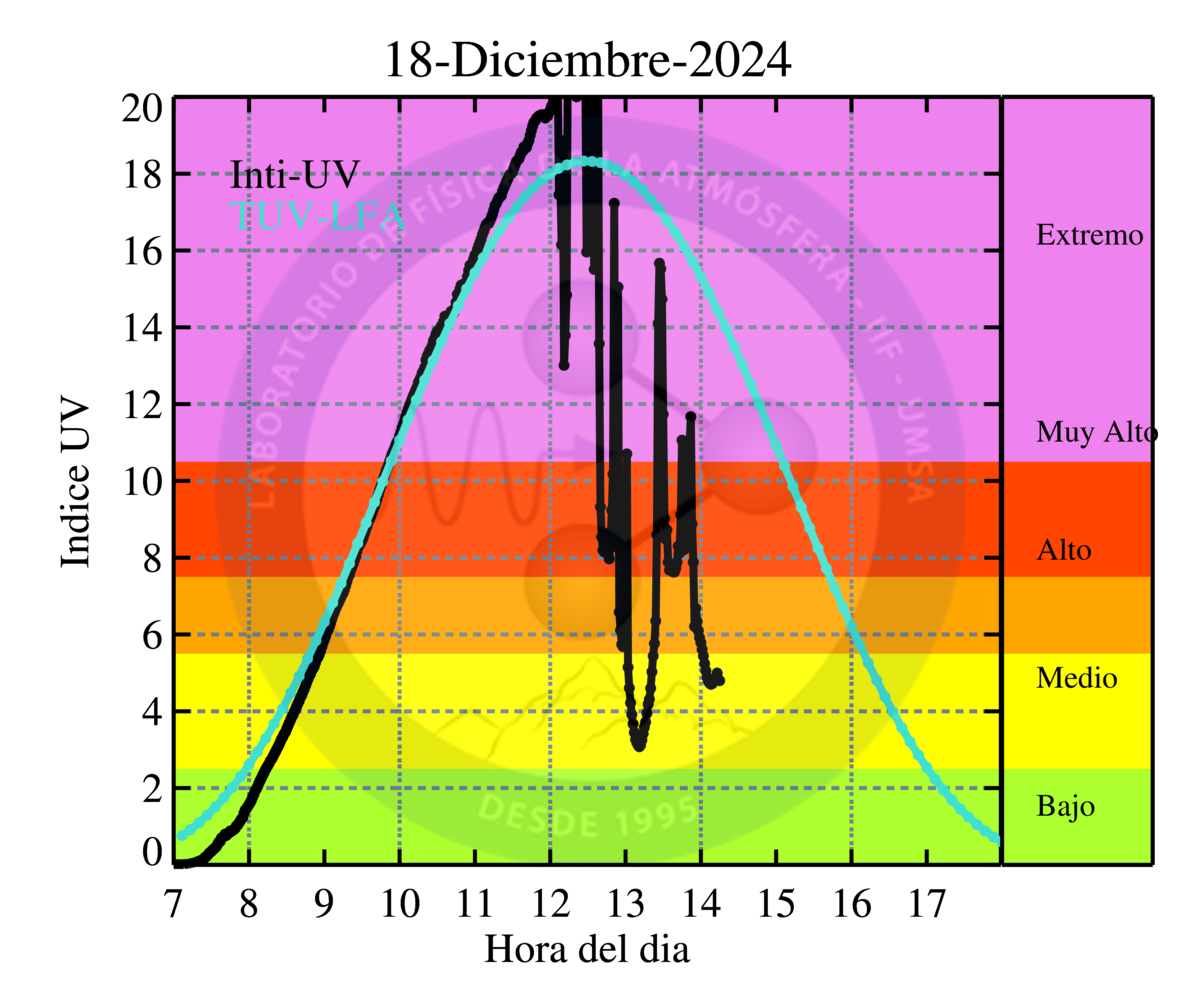 18-Diciembre-2024
Indice UV
20
18
16
14
12
10
8
6
4
2
0
Inti-UV
TUV-LFA
LABORATORIO DE FÍSICA DE LA ATMÓSFERA - IIF - UMSA
DESDE 1995
Extremo
Muy Alto
Alto
Medio
Bajo
7 8 9 10 11 12 13 14 15 16 17
Hora del dia